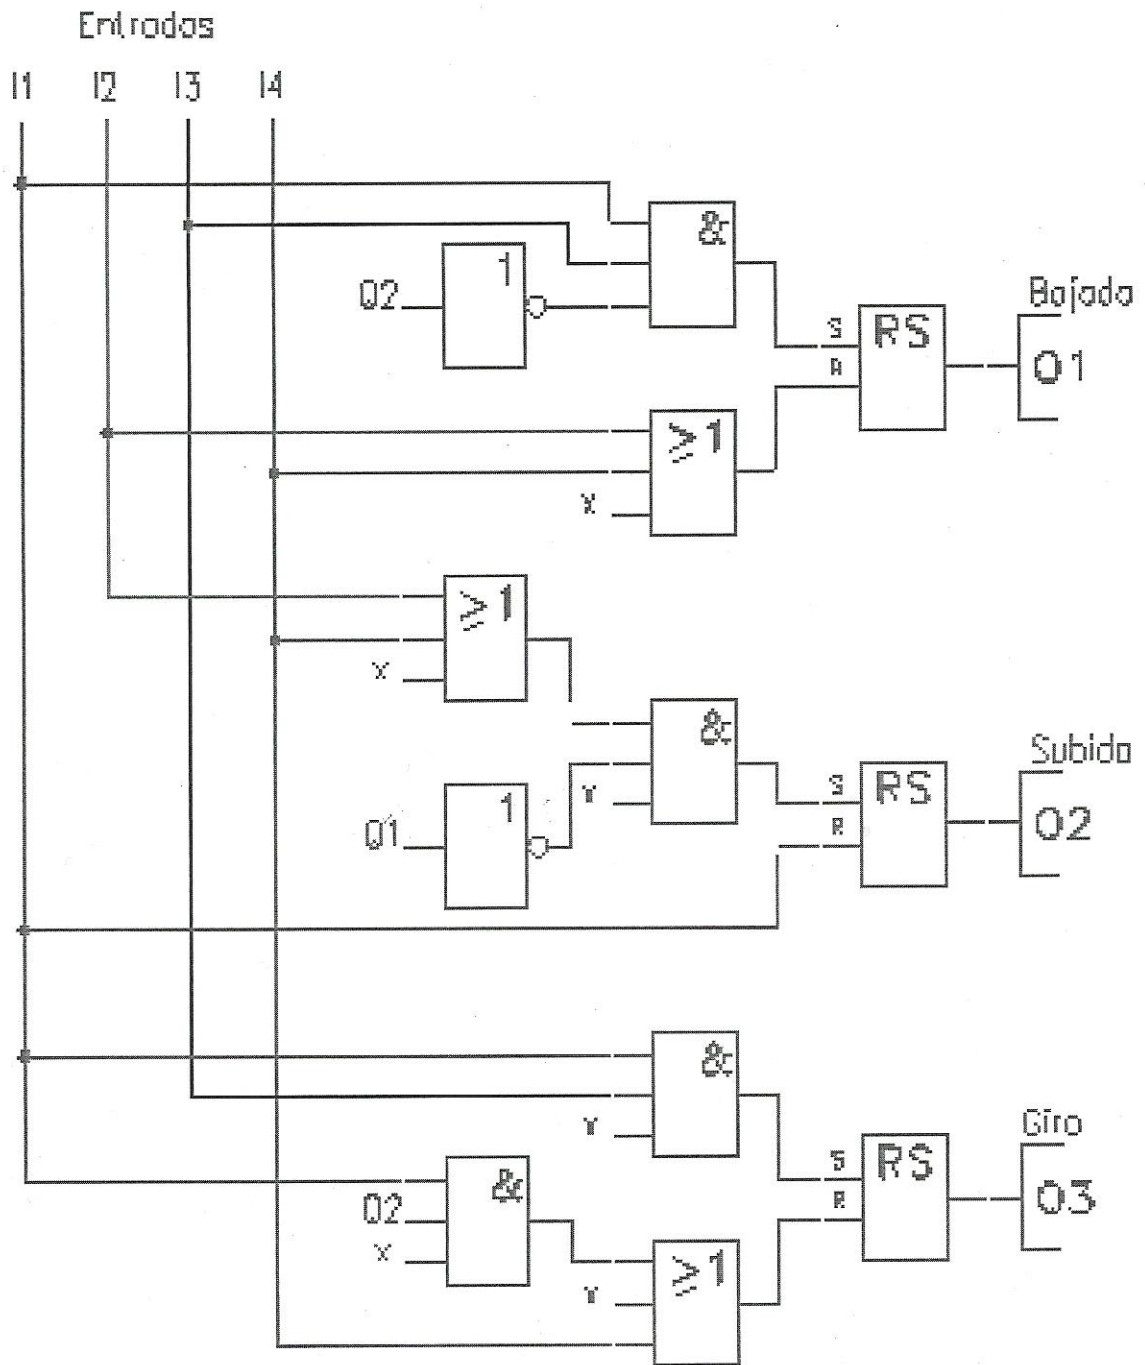 Entradas
I1 I2 I3 I4
&
1
Q2
Bajada
S
RS
R
Q1
≥1
x
≥1
x
&
Subida
S
RS
1
x
R
Q2
Q1
&
x
Giro
S
RS
&
R
Q3
Q2
x
≥1
x